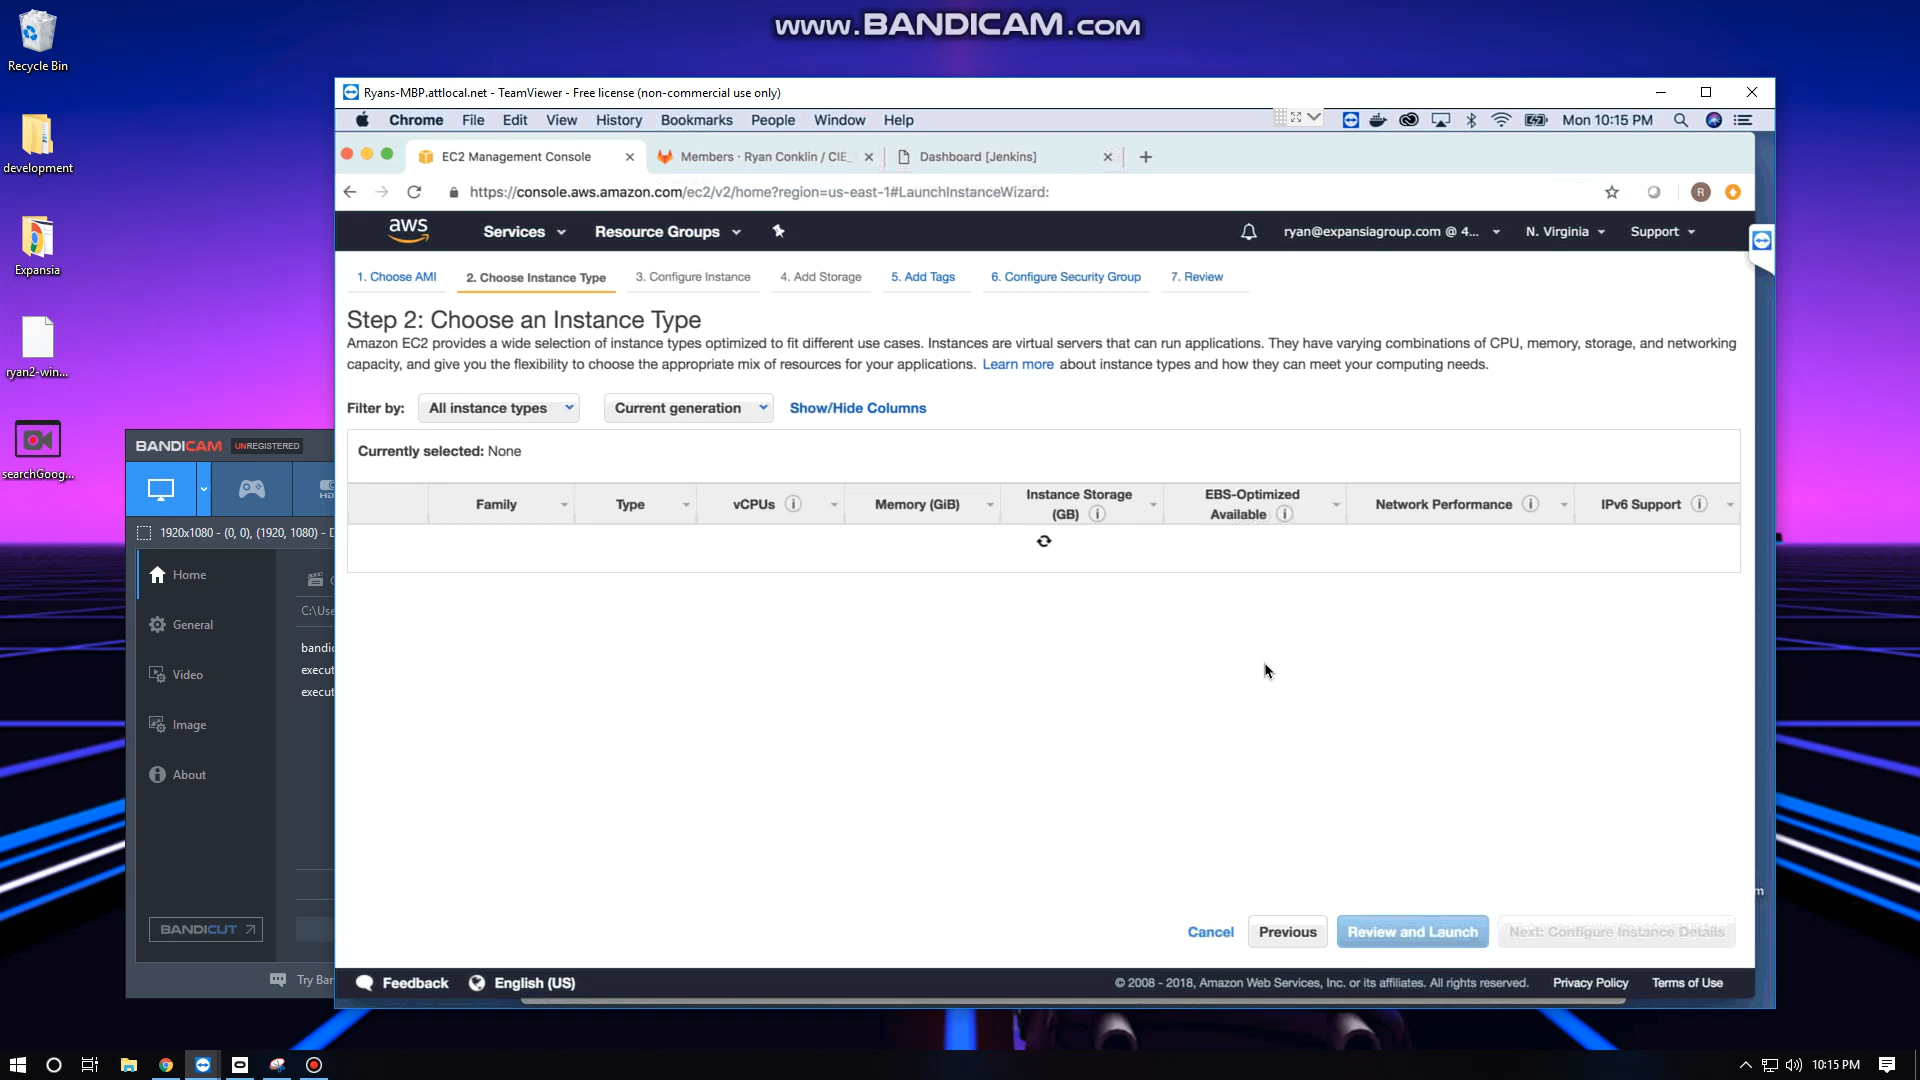 www.BANDICAM.com
Recycle Bin
development
Expansia
ryan2-win...
searchGoog...
Ryans-MBP.attlocal.net - TeamViewer - Free license (non-commercial use only)
Chrome File Edit View History Bookmarks People Window Help
Mon 10:15 PM
EC2 Management Console
Members · Ryan Conklin / CIE_
Dashboard [Jenkins]
https://console.aws.amazon.com/ec2/v2/home?region=us-east-1#LaunchInstanceWizard:
R
aws
Services
Resource Groups
ryan@expansiagroup.com @ 4...
N. Virginia
Support
1. Choose AMI
2. Choose Instance Type
3. Configure Instance
4. Add Storage
5. Add Tags
6. Configure Security Group
7. Review
Step 2: Choose an Instance Type
Amazon EC2 provides a wide selection of instance types optimized to fit different use cases. Instances are virtual servers that can run applications. They have varying combinations of CPU, memory, storage, and networking
capacity, and give you the flexibility to choose the appropriate mix of resources for your applications. Learn more about instance types and how they can meet your computing needs.
Filter by:
All instance types
Current generation
Show/Hide Columns
Currently selected: None
Family
Type
vCPUs
Memory (GiB)
Instance Storage
(GB)
EBS-Optimized
Available
Network Performance
IPv6 Support
Cancel
Previous
Review and Launch
Next: Configure Instance Details
Feedback
English (US)
© 2008 - 2018, Amazon Web Services, Inc. or its affiliates. All rights reserved.
Privacy Policy
Terms of Use
BANDICAM UNREGISTERED
HD
1920x1080 - (0, 0), (1920, 1080) - D
Home
General
Video
Image
About
C:\Use
bandic
execut
execut
BANDICUT
Try Ban
10:15 PM